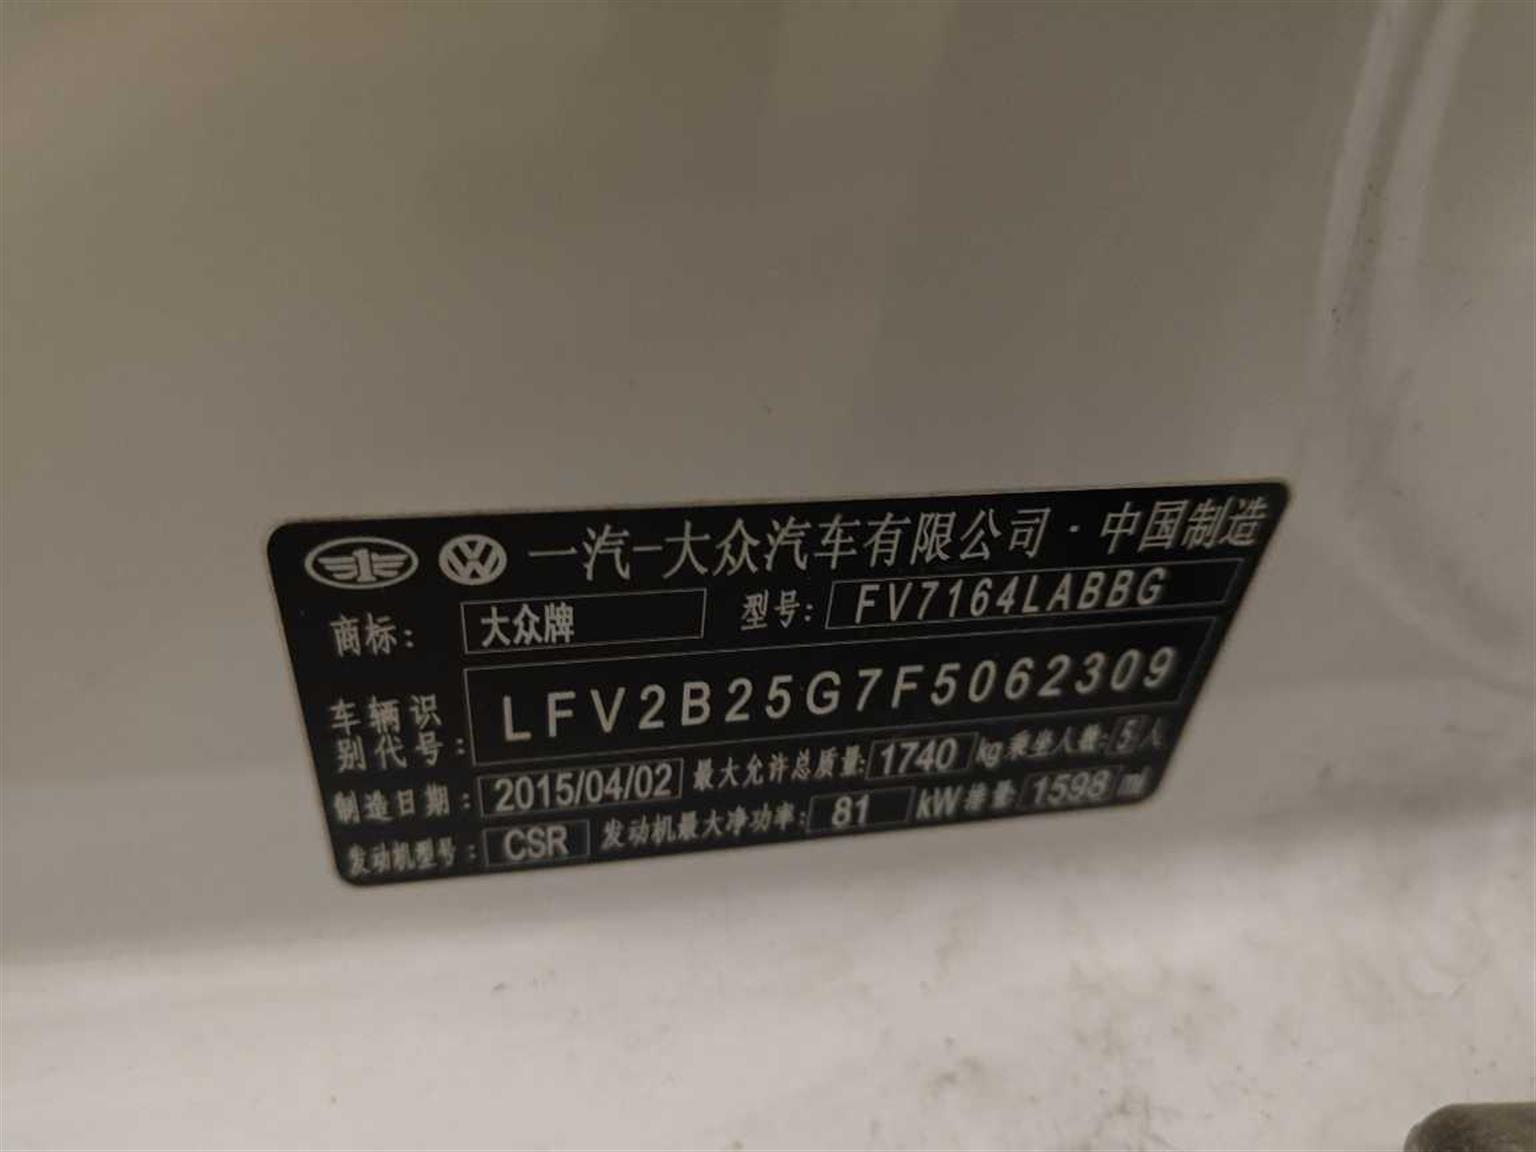 一汽-大众汽车有限公司·中国制造
商标: 大众牌 型号: FV7164LABBG
车辆识别代号: LFV2B25G7F5062309
制造日期: 2015/04/02 最大允许总质量: 1740 kg 乘坐人数: 5 人
发动机型号: CSR 发动机最大净功率: 81 kW 排量: 1598 ml